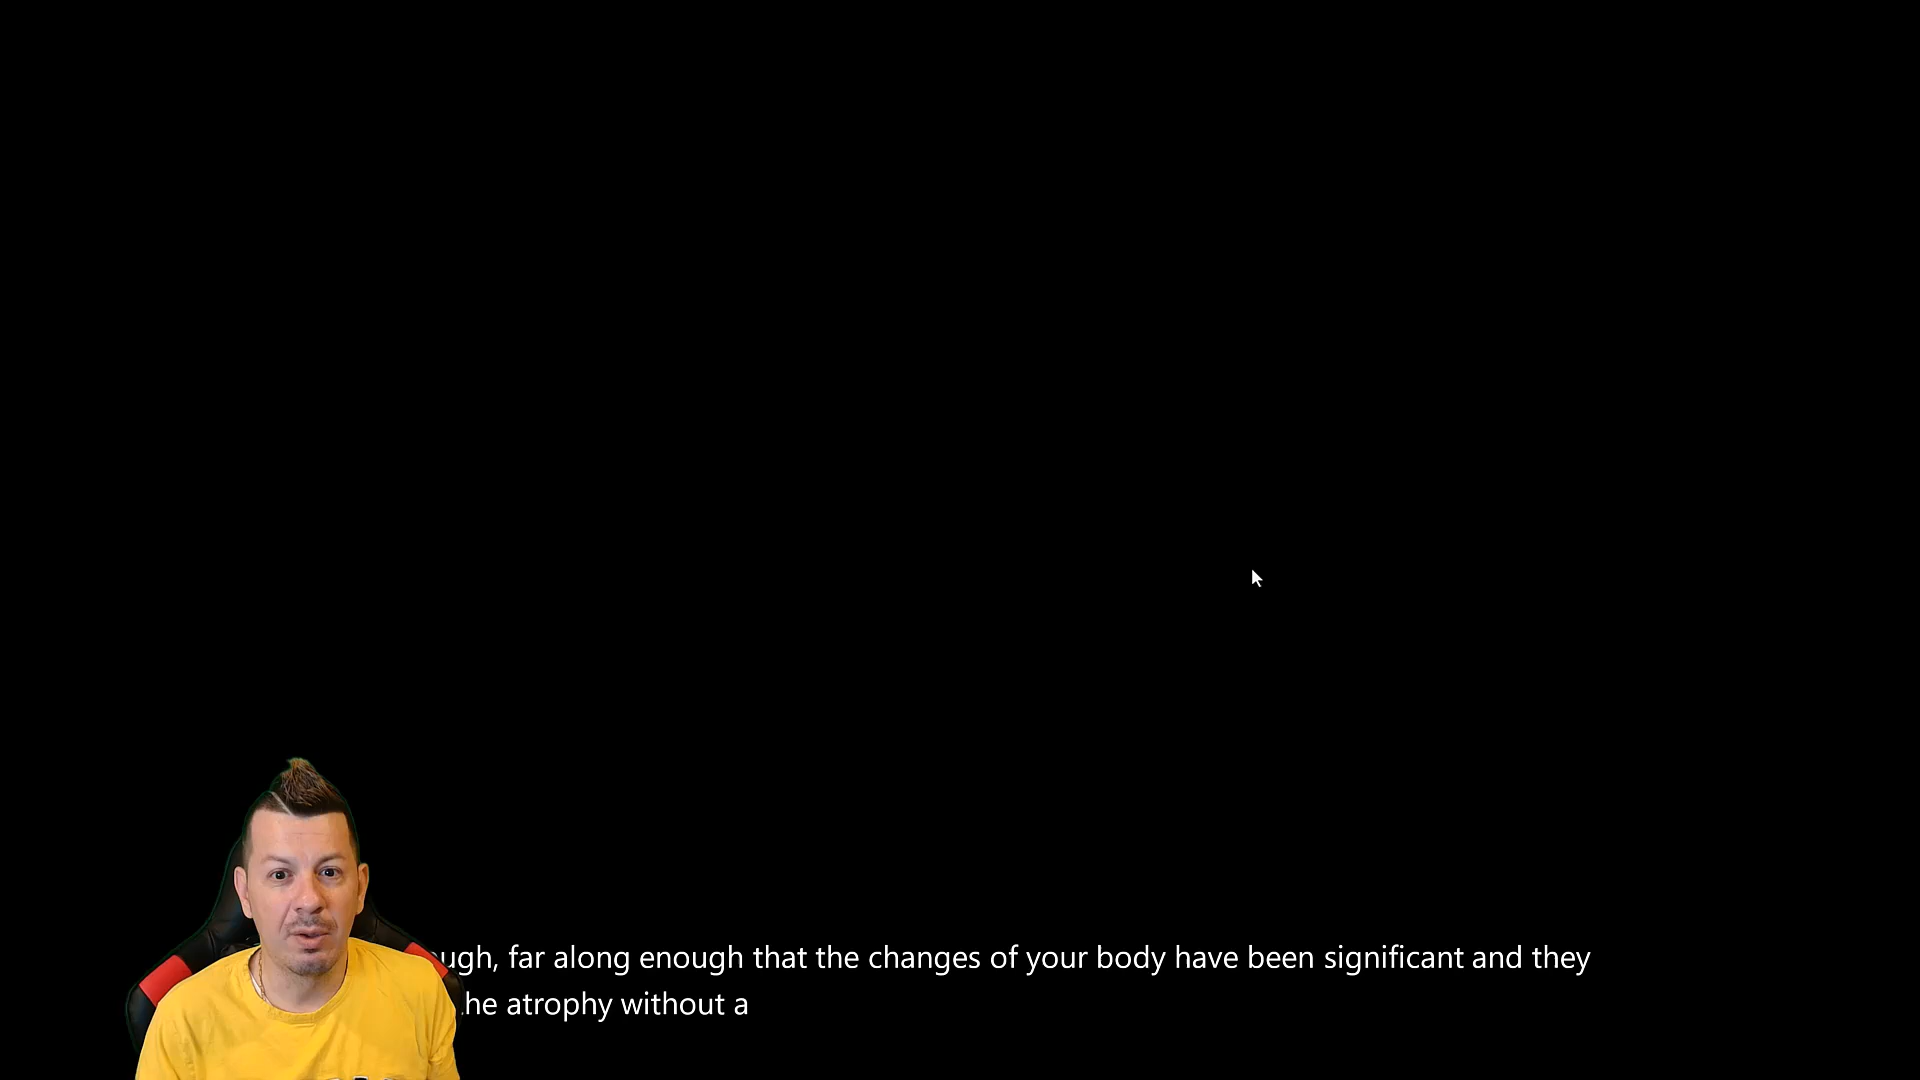 ugh, far along enough that the changes of your body have been significant and they
he atrophy without a